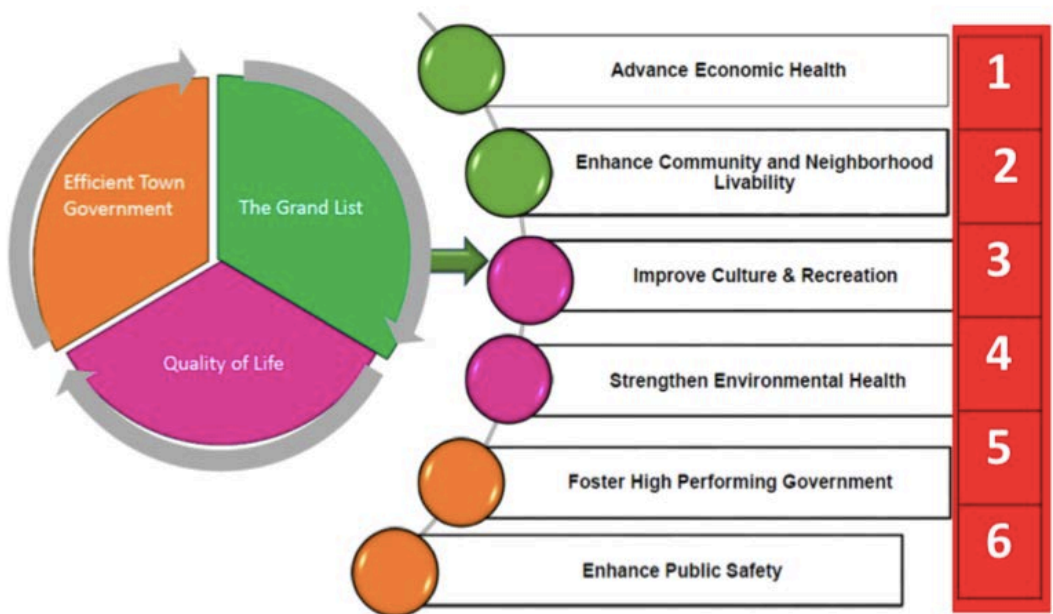 Efficient Town
Government
The Grand List
Quality of Life
Advance Economic Health
1
Enhance Community and Neighborhood
Livability
2
Improve Culture & Recreation
3
Strengthen Environmental Health
4
Foster High Performing Government
5
Enhance Public Safety
6